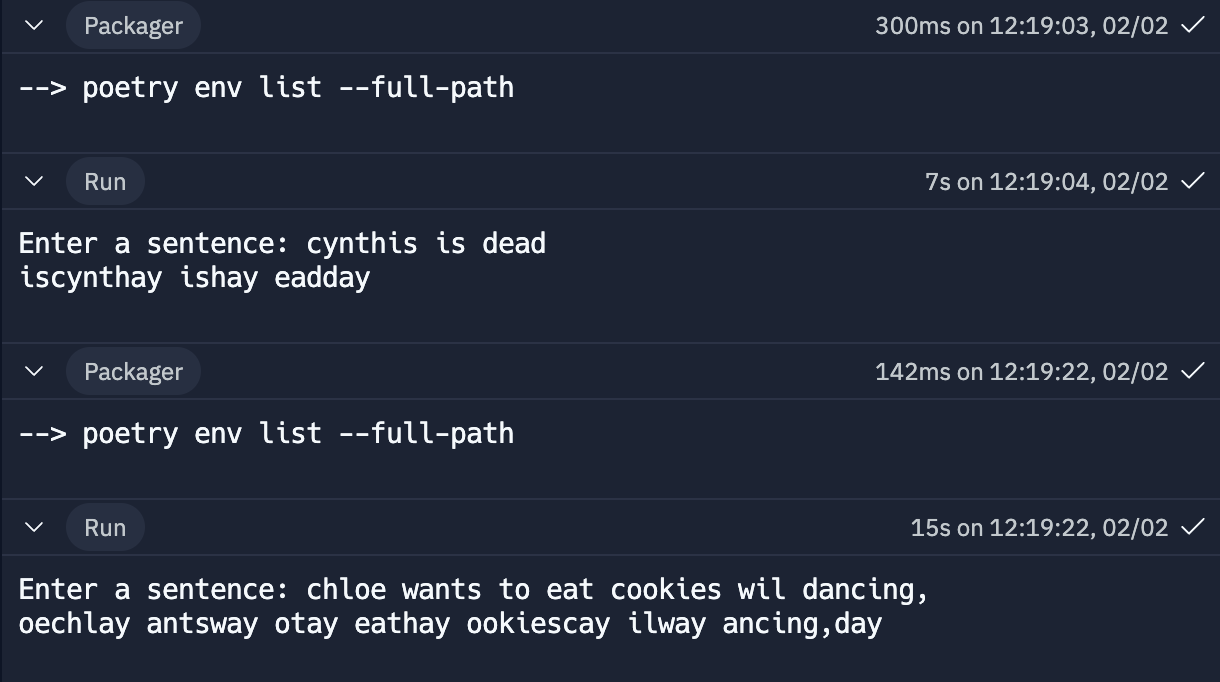 Packager 300ms on 12:19:03, 02/02
--> poetry env list --full-path
Run 7s on 12:19:04, 02/02
Enter a sentence: cynthis is dead
iscynthay ishay eadday
Packager 142ms on 12:19:22, 02/02
--> poetry env list --full-path
Run 15s on 12:19:22, 02/02
Enter a sentence: chloe wants to eat cookies wil dancing,
oechlay antsway otay eathay ookiescay ilway ancing,day